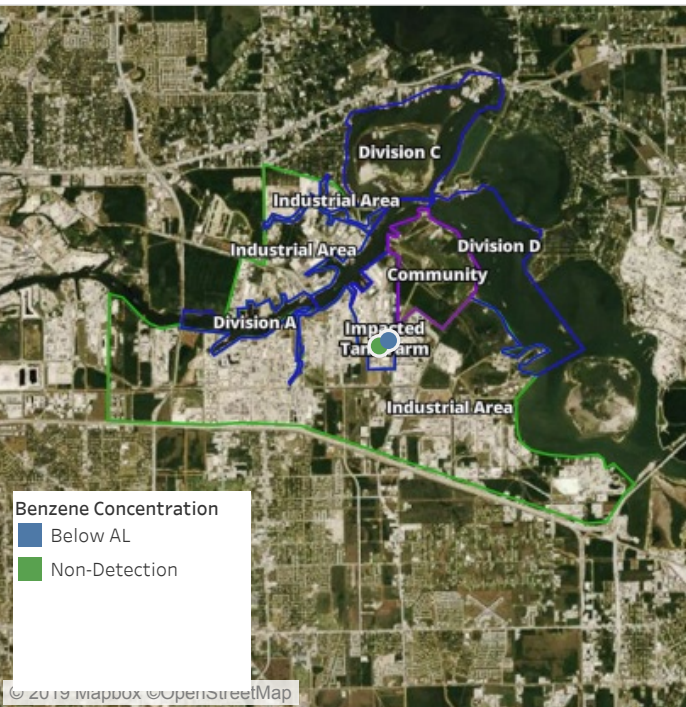 Division C
Industrial Area
Industrial Area
Division D
Community
Division A
Impacted
Tank Farm
Industrial Area
Benzene Concentration
Below AL
Non-Detection
© 2019 Mapbox ©OpenStreetMap